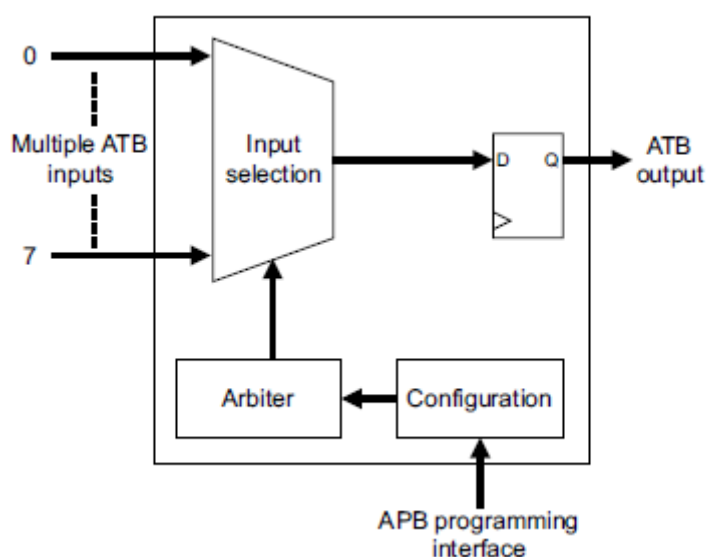 0
Multiple ATB
inputs
7
Input
selection
D
Q
ATB
output
Arbiter
Configuration
APB programming
interface